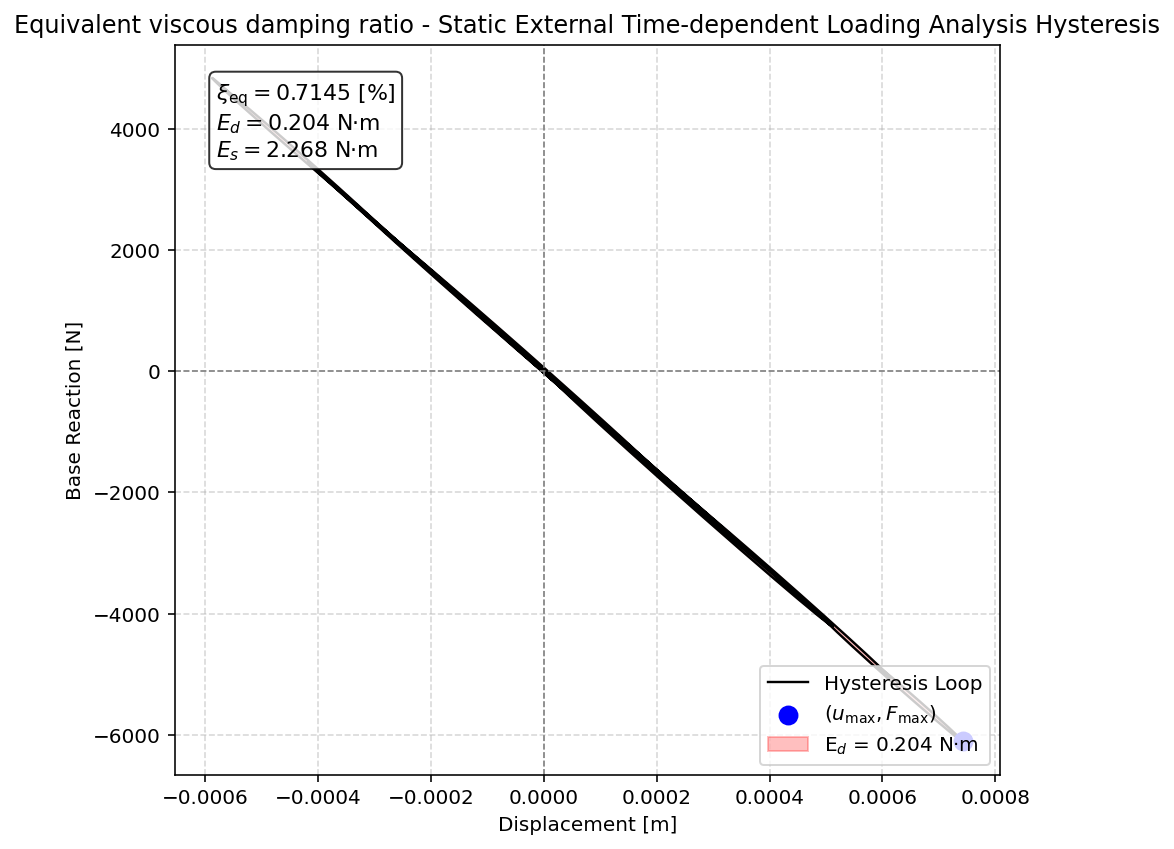 Equivalent viscous damping ratio - Static External Time-dependent Loading Analysis Hysteresis
ξeq = 0.7145 [%]
Ed = 0.204 N·m
Es = 2.268 N·m
4000
2000
0
−2000
−4000
−6000
Base Reaction [N]
Hysteresis Loop
(umax, Fmax)
Ed = 0.204 N·m
−0.0006 −0.0004 −0.0002 0.0000 0.0002 0.0004 0.0006 0.0008
Displacement [m]